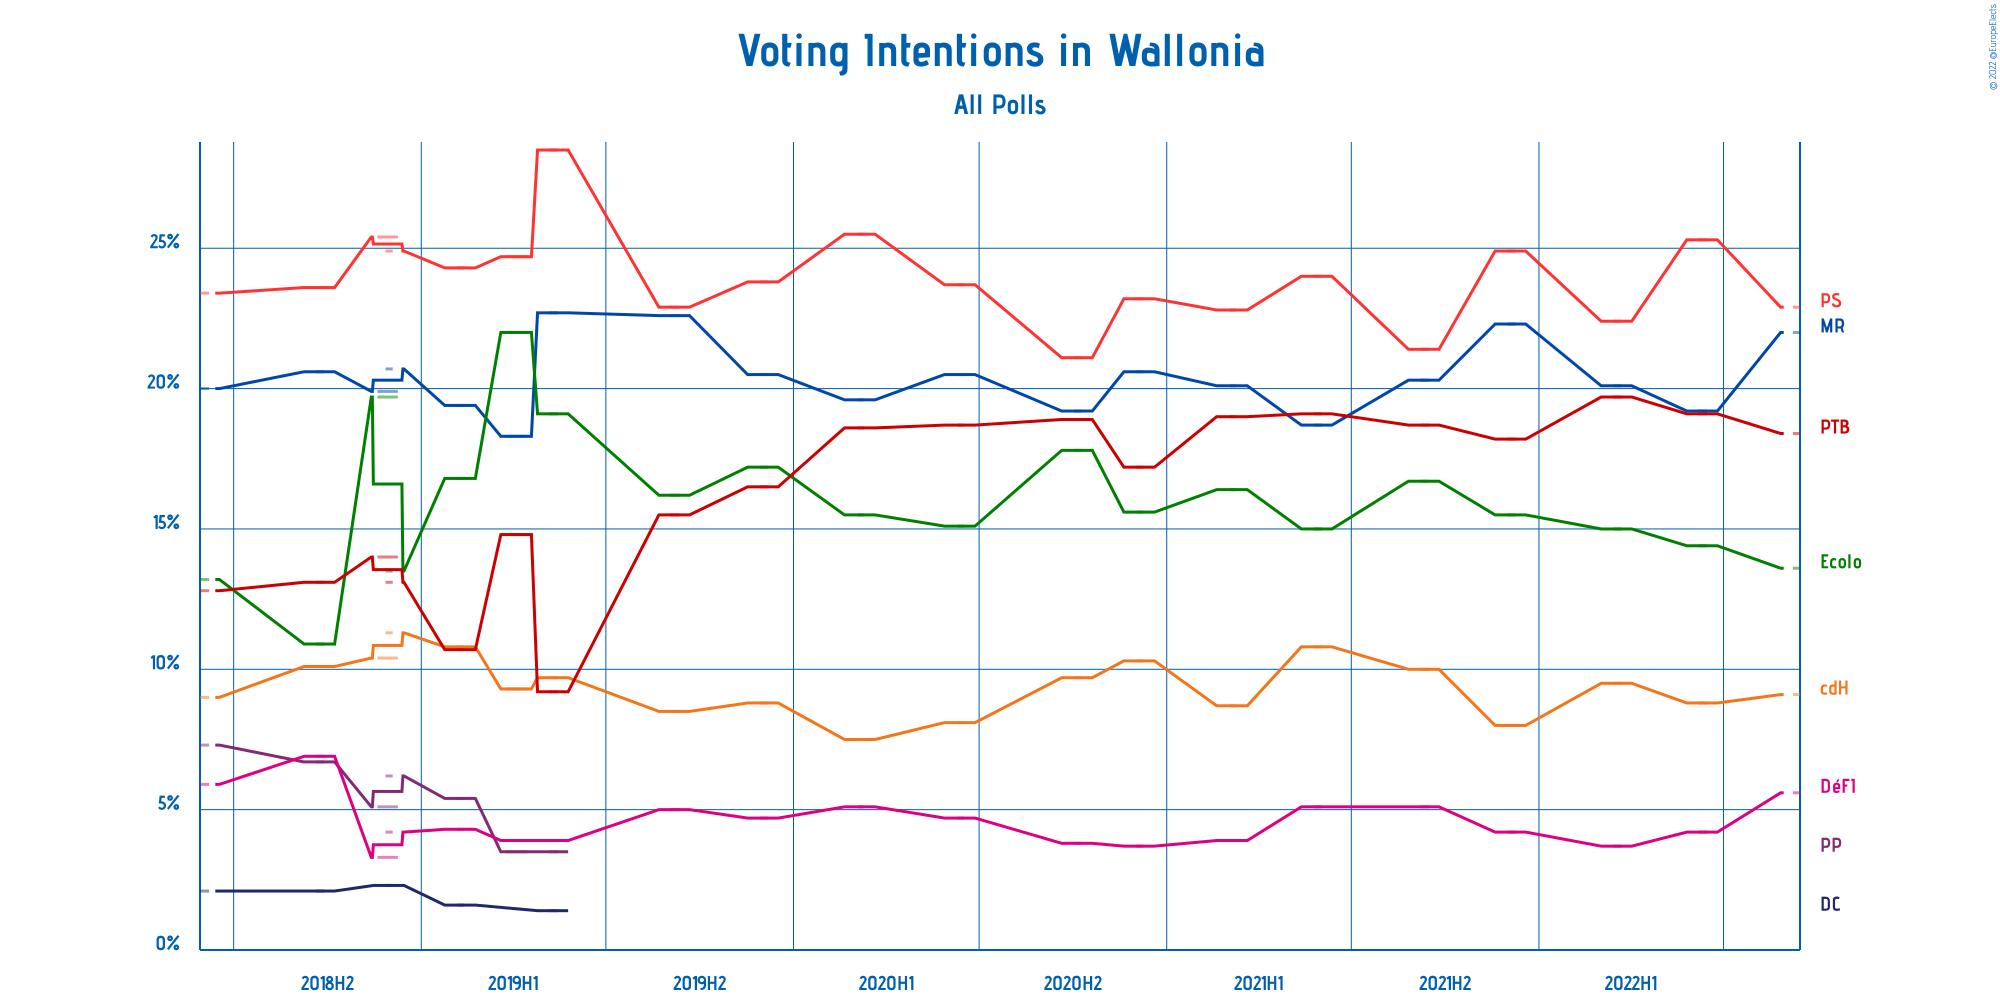 Voting Intentions in Wallonia
All Polls
© 2022 @EuropeElects
25%
20%
15%
10%
5%
0%
PS
MR
PTB
Ecolo
cdH
DéFI
PP
DC
2018H2
2019H1
2019H2
2020H1
2020H2
2021H1
2021H2
2022H1